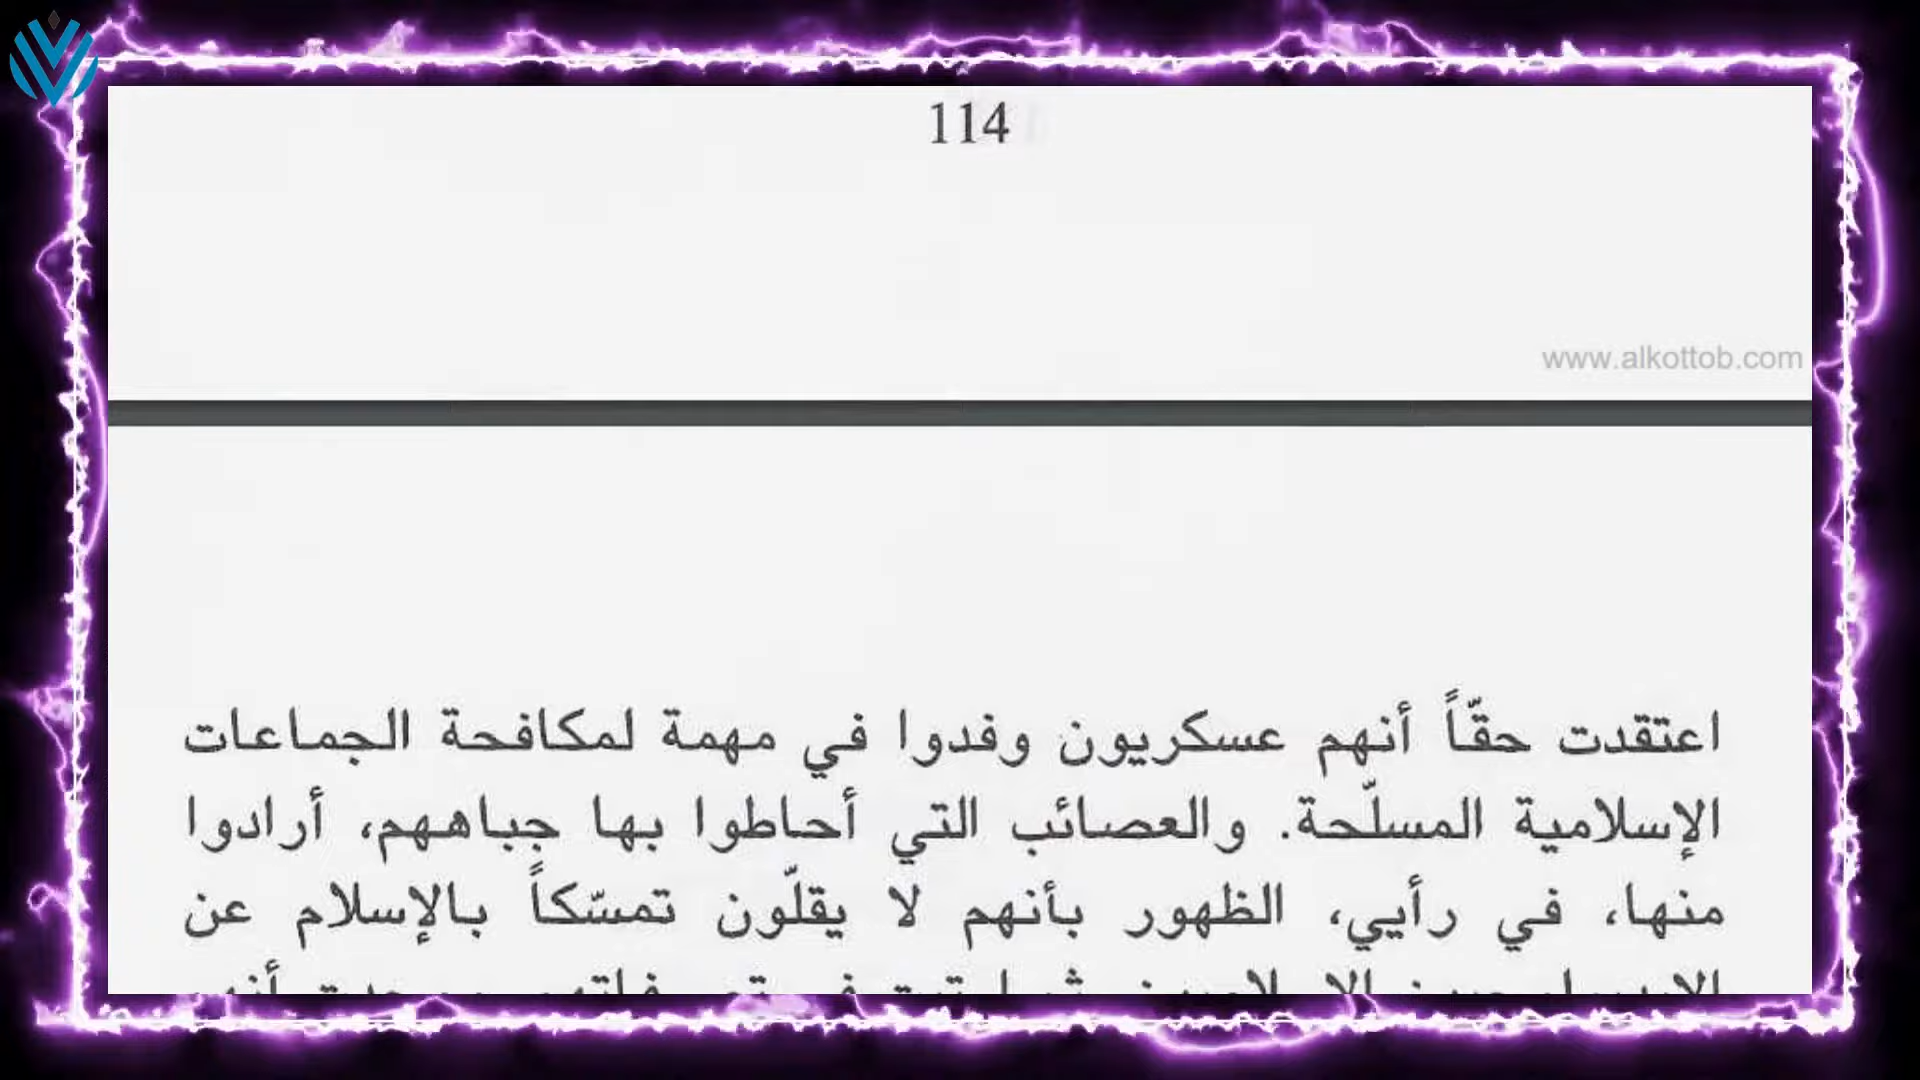 114
www.alkottob.com
اعتقدت حقّاً أنهم عسكريون وفدوا في مهمة لمكافحة الجماعات
الإسلامية المسلّحة. والعصائب التي أحاطوا بها جباههم، أرادوا
منها، في رأيي، الظهور بأنهم لا يقلّون تمسّكاً بالإسلام عن